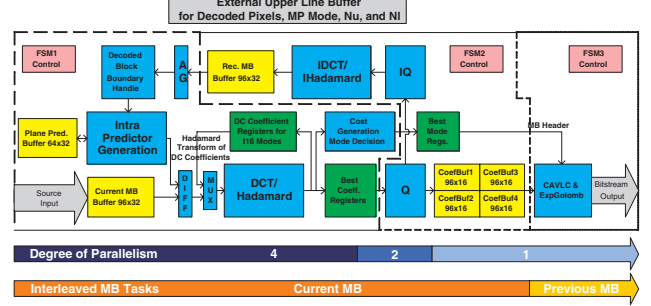 External Upper Line Buffer
for Decoded Pixels, MP Mode, Nu, and NI
FSM1
Control
Decoded
Block
Boundary
Handle
AG
Rec. MB
Buffer 96x32
IDCT/
IHadamard
IQ
FSM2
Control
FSM3
Control
Plane Pred.
Buffer 64x32
Intra
Predictor
Generation
Hadamard
Transform of
DC Coefficients
DC Coefficient
Registers for
I16 Modes
Cost
Generation
Mode Decision
Best
Mode
Regs.
MB Header
Source
Input
Current MB
Buffer 96x32
DIFF
MUX
DCT/
Hadamard
Best
Coeff.
Registers
Q
CoefBuf1
96x16
CoefBuf3
96x16
CoefBuf2
96x16
CoefBuf4
96x16
CAVLC &
ExpGolomb
Bitstream
Output
Degree of Parallelism 4 2 1
Interleaved MB Tasks Current MB Previous MB